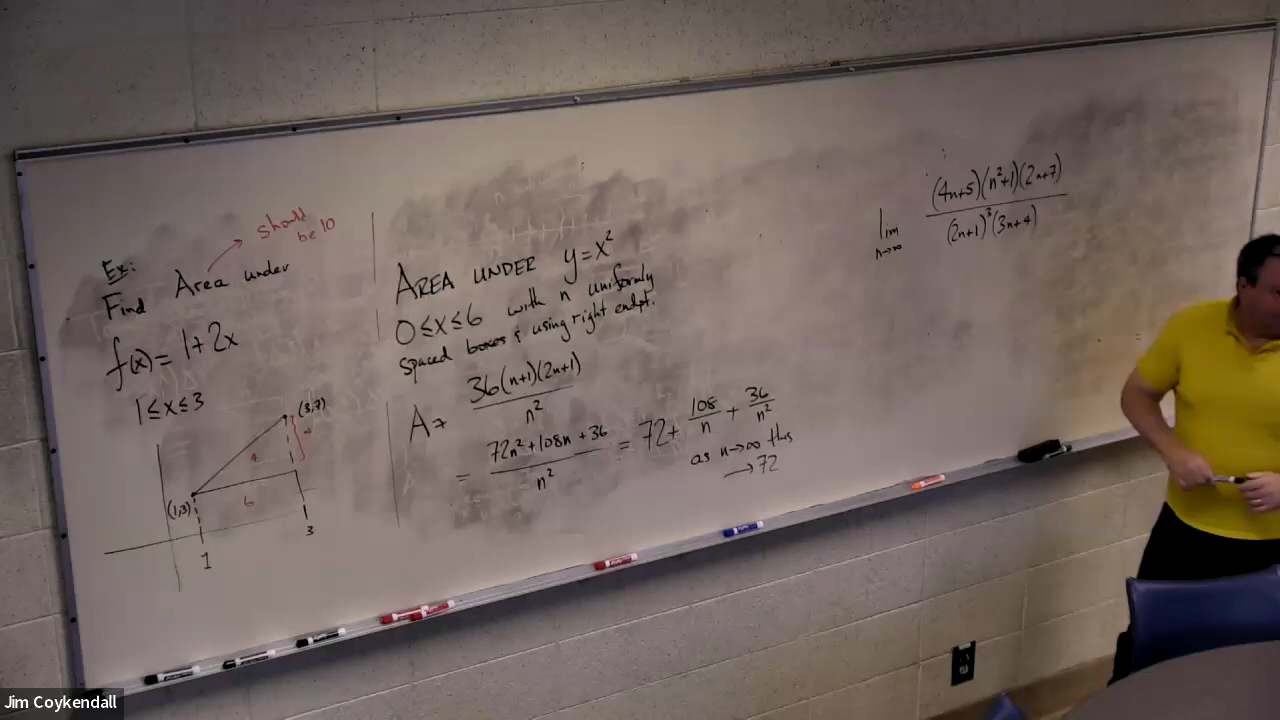 Ex:
Find Area under
should
be 10
f(x) = 1+2x
1≤x≤3
(3,7)
4
4
(1,3)
6
1
3
AREA UNDER y=x²
0≤x≤6 with n uniformly
spaced boxes & using right endpt.
A = 36(n+1)(2n+1)/n²
= (72n²+108n+36)/n² = 72+ 108/n + 36/n²
as n→∞ this
→72
lim n→∞ (4n+5)(n²+1)(2n+7)/(2n+1)³(3n+4)
Jim Coykendall